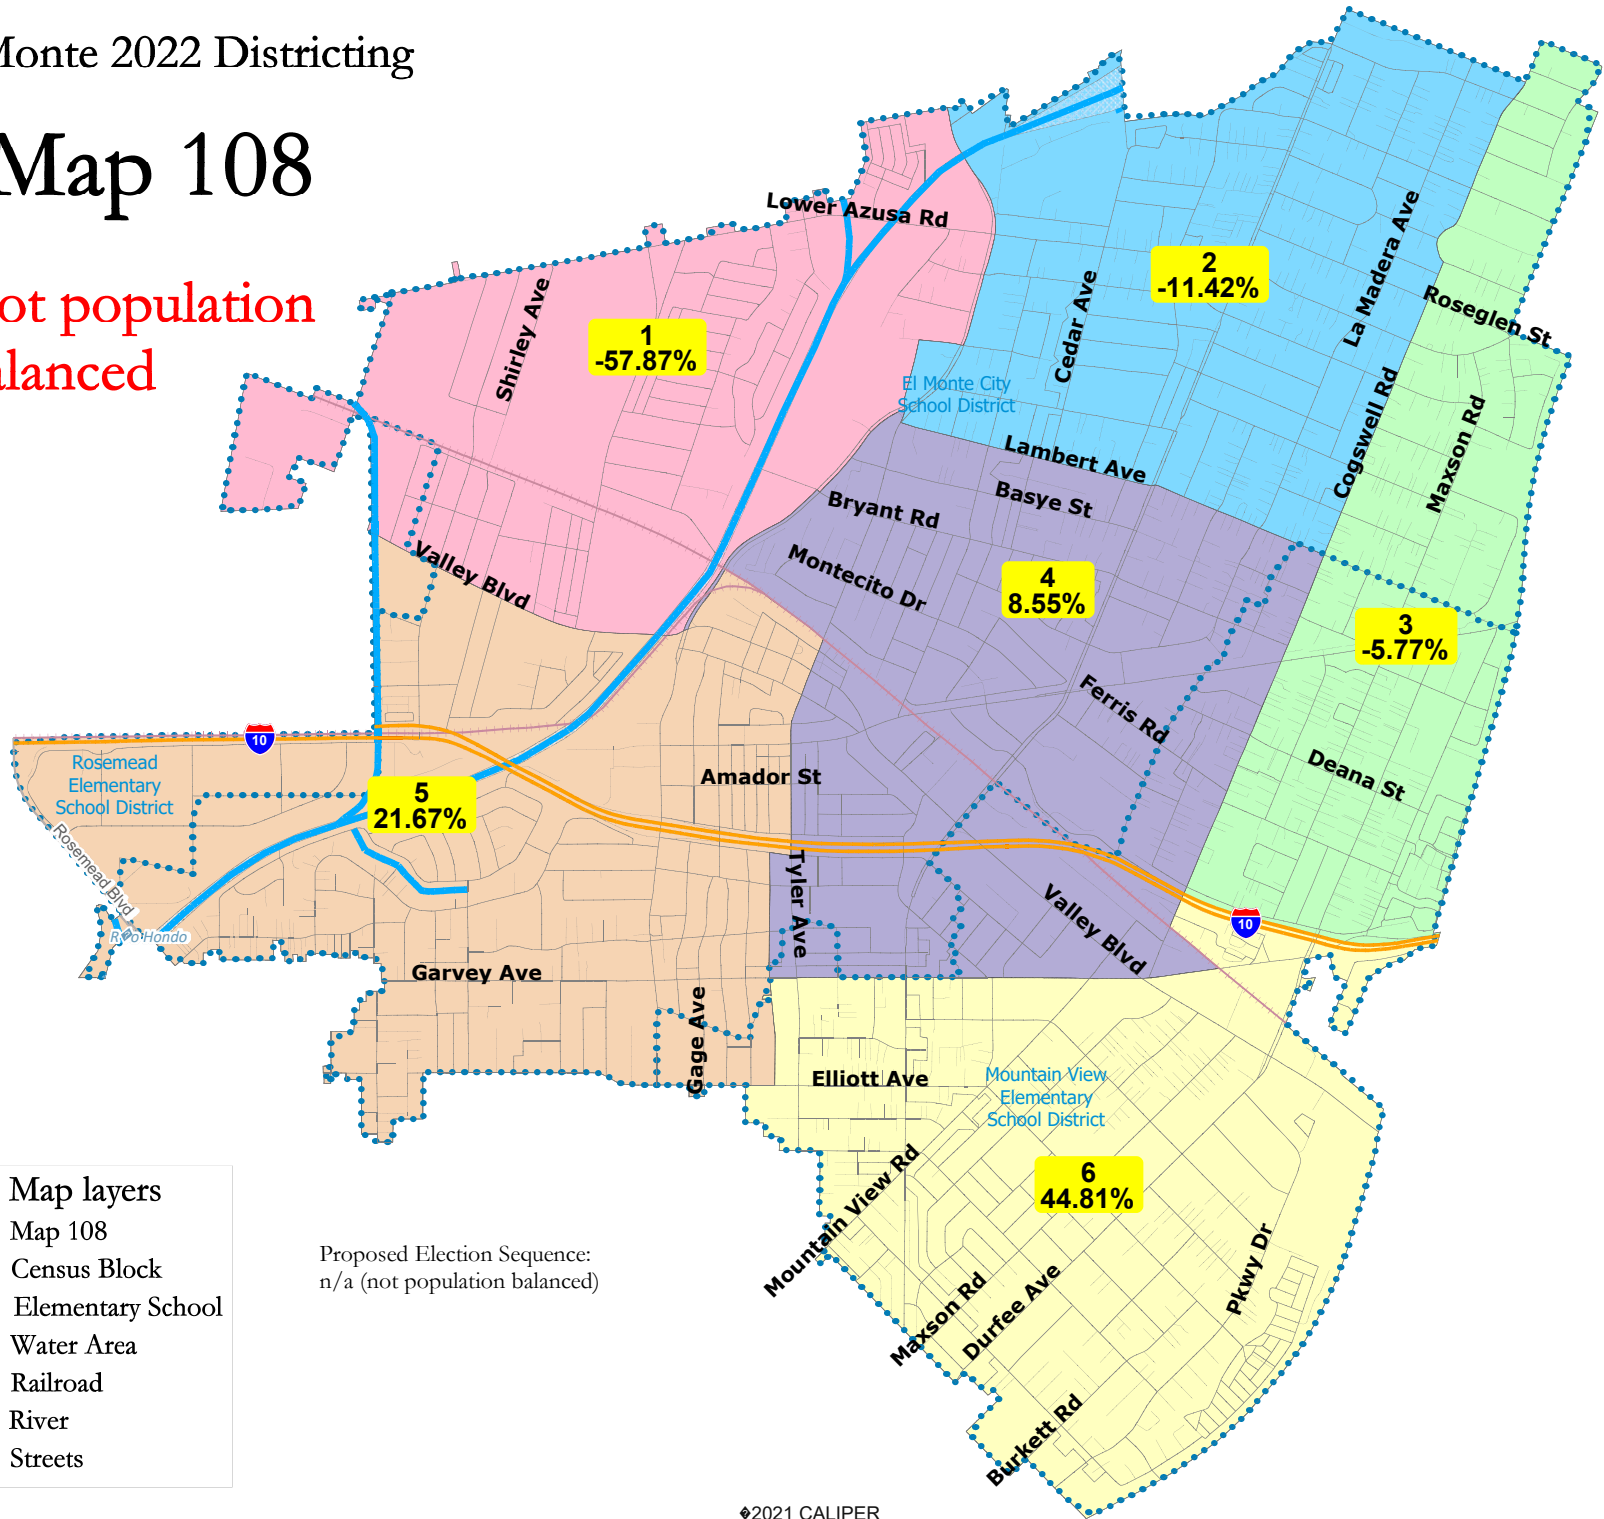 Monte 2022 Districting
Map 108
ot population
alanced
Lower Azusa Rd
Shirley Ave
1
-57.87%
2
-11.42%
Cedar Ave
La Madera Ave
Roseglen St
El Monte City
School District
Cogswell Rd
Maxson Rd
Lambert Ave
Basye St
Bryant Rd
Montecito Dr
Valley Blvd
4
8.55%
3
-5.77%
Ferris Rd
10
Rosemead
Elementary
School District
Amador St
Deana St
5
21.67%
Rosemead Blvd
Tyler Ave
Valley Blvd
10
R�o Hondo
Garvey Ave
Gage Ave
Elliott Ave
Mountain View
Elementary
School District
Mountain View Rd
6
44.81%
Maxson Rd
Durfee Ave
Pkwy Dr
Burkett Rd
Map layers
Map 108
Census Block
Elementary School
Water Area
Railroad
River
Streets
Proposed Election Sequence:
n/a (not population balanced)
�2021 CALIPER